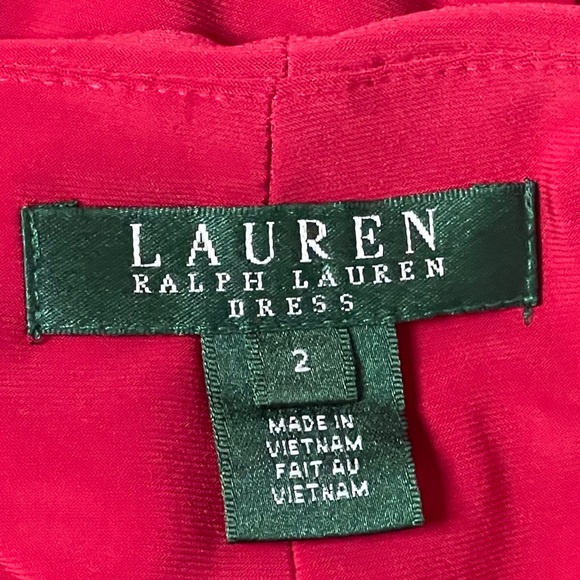 LAUREN
RALPH LAUREN
DRESS
2
MADE IN
VIETNAM
FAIT AU
VIETNAM